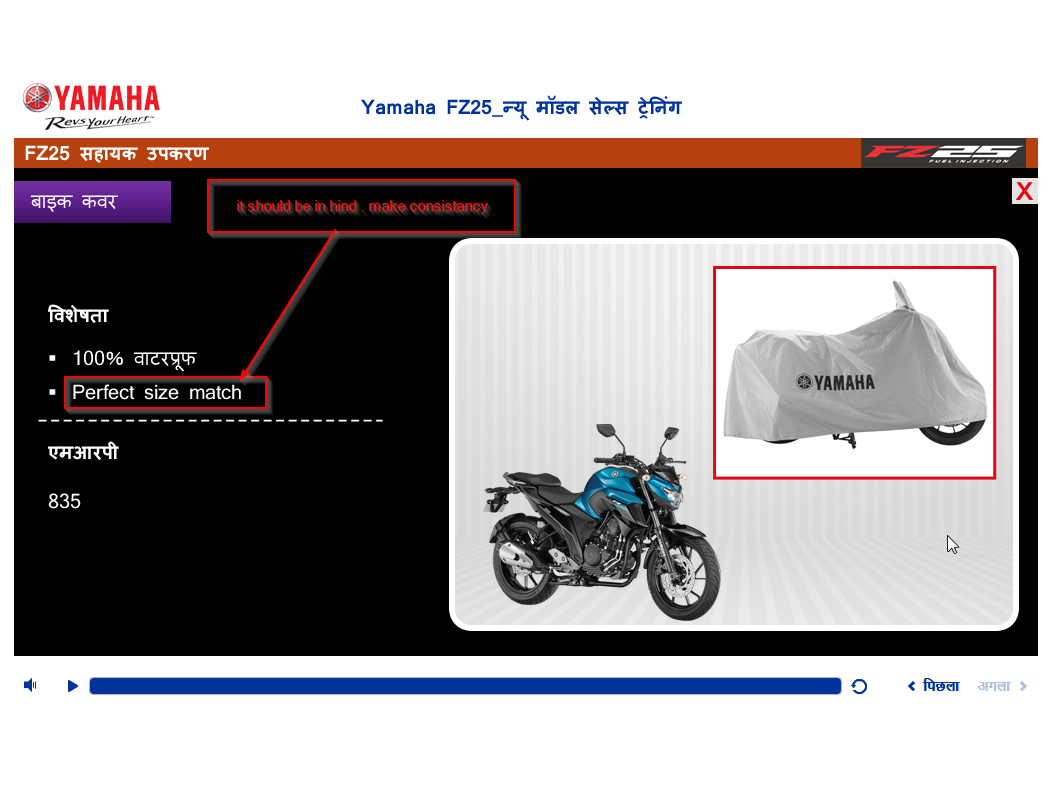 YAMAHA
Revs Your Heart
Yamaha FZ25_न्यू मॉडल सेल्स ट्रेनिंग
FZ25 सहायक उपकरण
FZ25
FUEL INJECTION
बाइक कवर
it should be in hind . make consistancy
X
विशेषता
▪ 100% वाटरप्रूफ
▪ Perfect size match
एमआरपी
835
YAMAHA
पिछला
अगला